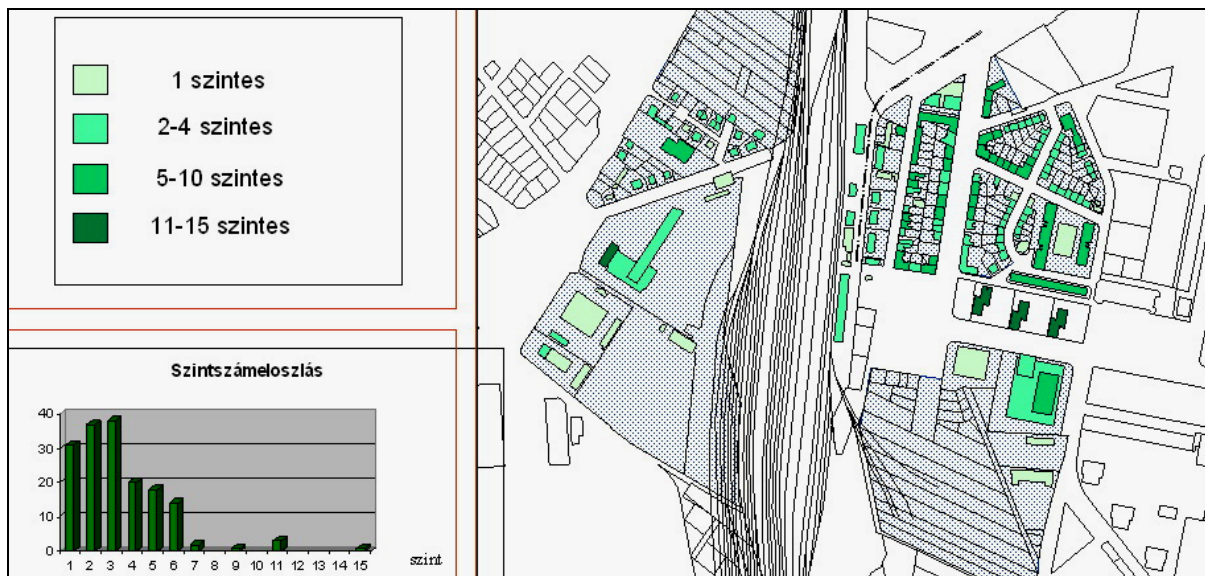 1 szintes
2-4 szintes
5-10 szintes
11-15 szintes
Szintszámeloszlás
40
30
20
10
0
1 2 3 4 5 6 7 8 9 10 11 12 13 14 15
szint